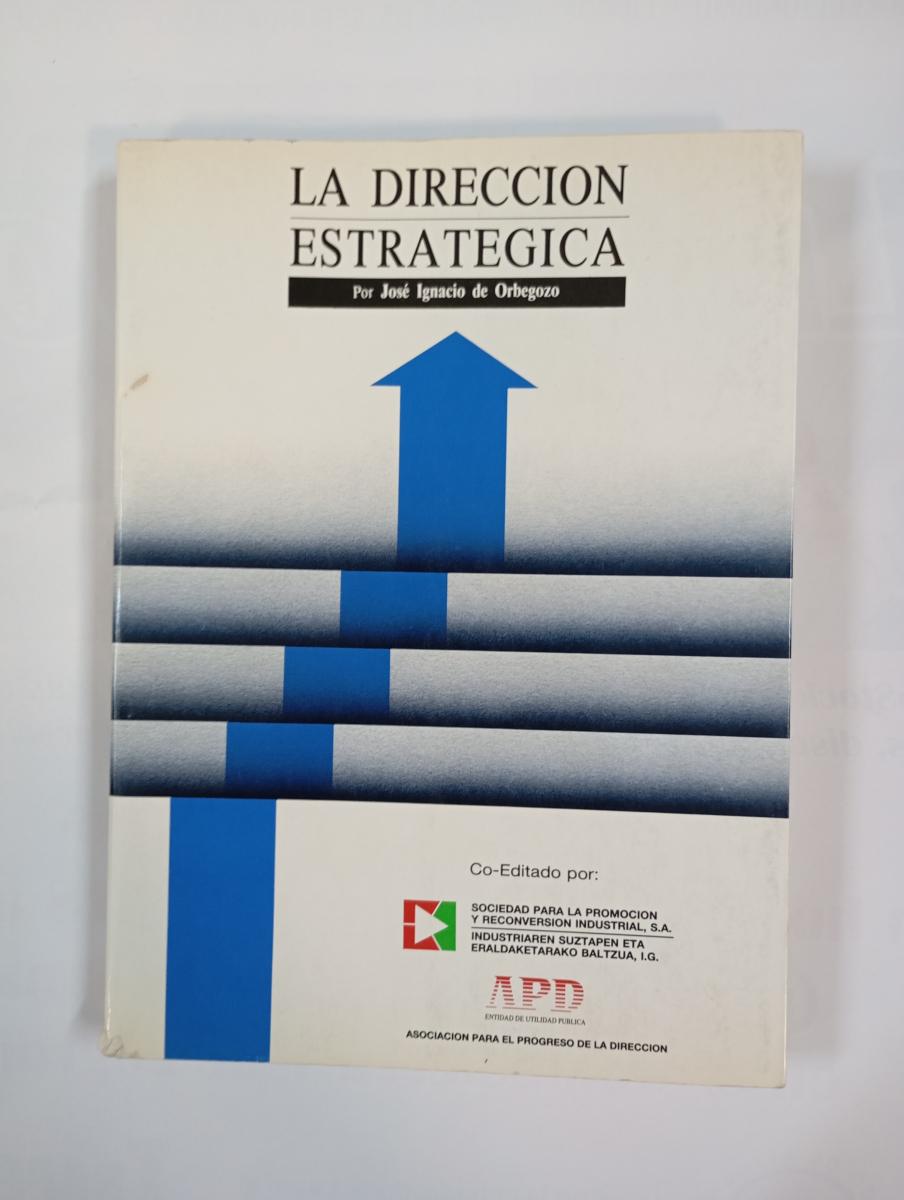 LA DIRECCION
ESTRATEGICA
Por José Ignacio de Orbegozo
Co-Editado por:
SOCIEDAD PARA LA PROMOCION
Y RECONVERSION INDUSTRIAL, S.A.
INDUSTRIAREN SUZTAPEN ETA
ERALDAKETARAKO BALTZUA, I.G.
APD
ENTIDAD DE UTILIDAD PUBLICA
ASOCIACION PARA EL PROGRESO DE LA DIRECCION